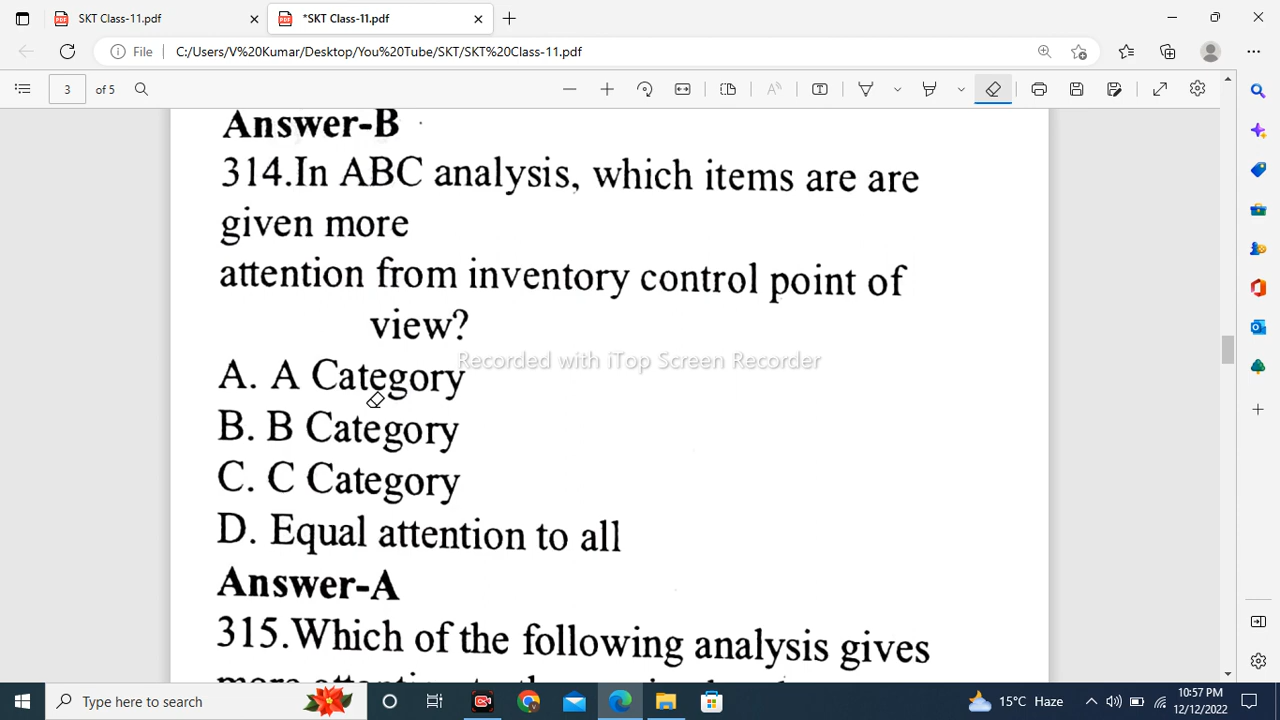 SKT Class-11.pdf
*SKT Class-11.pdf
File
C:/Users/V%20Kumar/Desktop/You%20Tube/SKT/SKT%20Class-11.pdf
3 of 5
Answer-B
314.In ABC analysis, which items are are
given more
attention from inventory control point of
view?
Recorded with iTop Screen Recorder
A. A Category
B. B Category
C. C Category
D. Equal attention to all
Answer-A
315.Which of the following analysis gives
Type here to search
15°C Haze
10:57 PM
12/12/2022